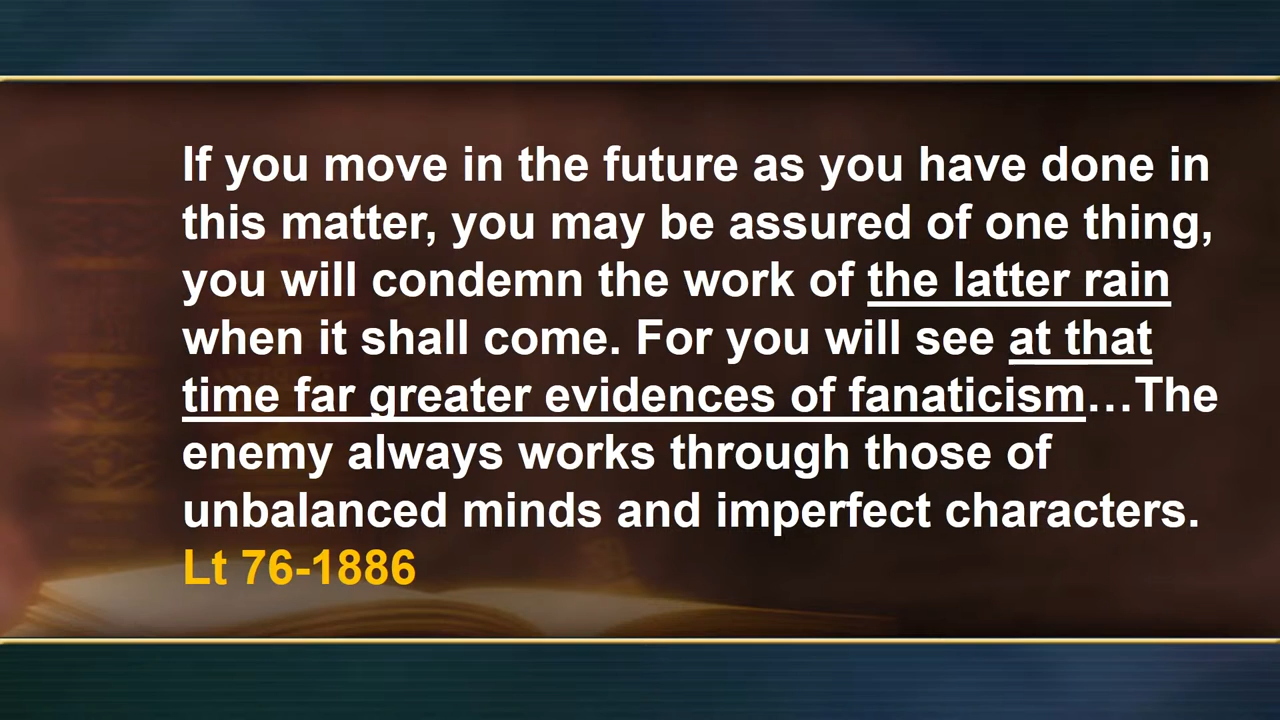 If you move in the future as you have done in
this matter, you may be assured of one thing,
you will condemn the work of the latter rain
when it shall come. For you will see at that
time far greater evidences of fanaticism…The
enemy always works through those of
unbalanced minds and imperfect characters.
Lt 76-1886